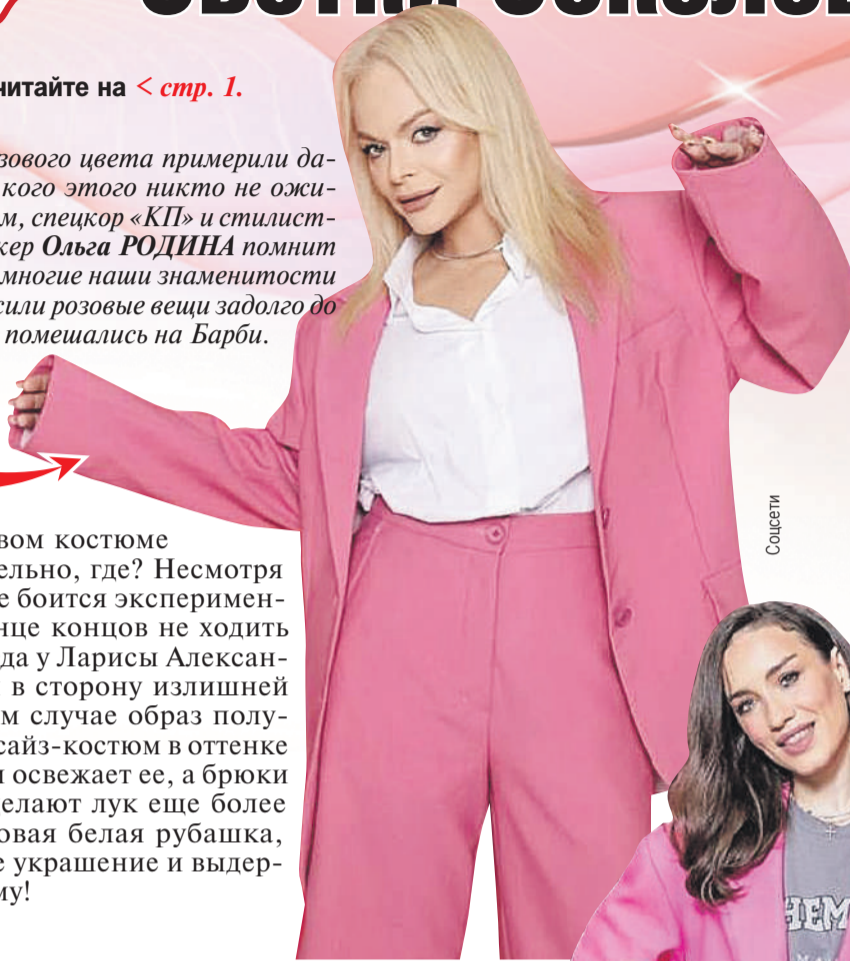 читайте на < стр. 1.
зового цвета примерили да-
кого этого никто не ожи-
м, спецкор «КП» и стилист-
кер Ольга РОДИНА помнит
многие наши знаменитости
сили розовые вещи задолго до
помешались на Барби.
вом костюме
ельно, где? Несмотря
е боится эксперимен-
нце концов не ходить
да у Ларисы Алексан-
в сторону излишней
м случае образ полу-
сайз-костюм в оттенке
и освежает ее, а брюки
делают лук еще более
овая белая рубашка,
е украшение и выдер-
му!
Соцсети
HEM